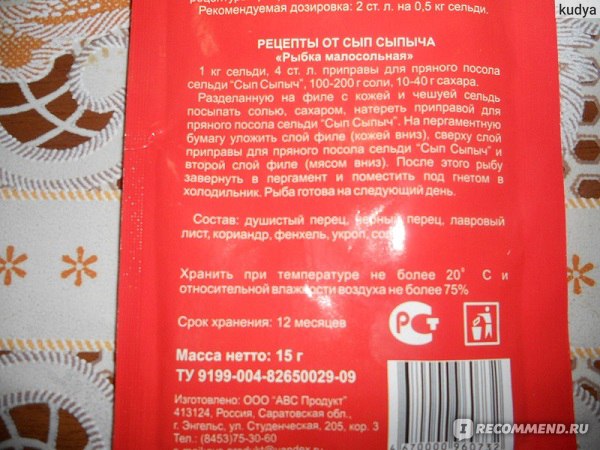 kudya
Рекомендуемая дозировка: 2 ст. л. на 0,5 кг сельди.
РЕЦЕПТЫ ОТ СЫП СЫПЫЧА
«Рыбка малосольная»
1 кг сельди, 4 ст. л. приправы для пряного посола
сельди "Сып Сыпыч", 100-200 г соли, 10-40 г сахара.
Разделанную на филе с кожей и чешуей сельдь
посыпать солью, сахаром, натереть приправой для
пряного посола сельди "Сып Сыпыч". На пергаментную
бумагу уложить слой филе (кожей вниз), сверху слой
приправы для пряного посола сельди "Сып Сыпыч" и
второй слой филе (мясом вниз). После этого рыбу
завернуть в пергамент и поместить под гнетом в
холодильник. Рыба готова на следующий день.
Состав: душистый перец, черный перец, лавровый
лист, кориандр, фенхель, укроп,
Хранить при температуре не более 20° С и
относительной влажности воздуха не более 75%
Срок хранения: 12 месяцев
РСТ
Масса нетто: 15 г
ТУ 9199-004-82650029-09
Изготовлено: ООО "АВС Продукт"
413124, Россия, Саратовская обл.,
г. Энгельс, ул. Студенческая, 205, кор. 3
Тел.: (8453)75-30-60
4 670000 960732
IRECOMMEND.RU